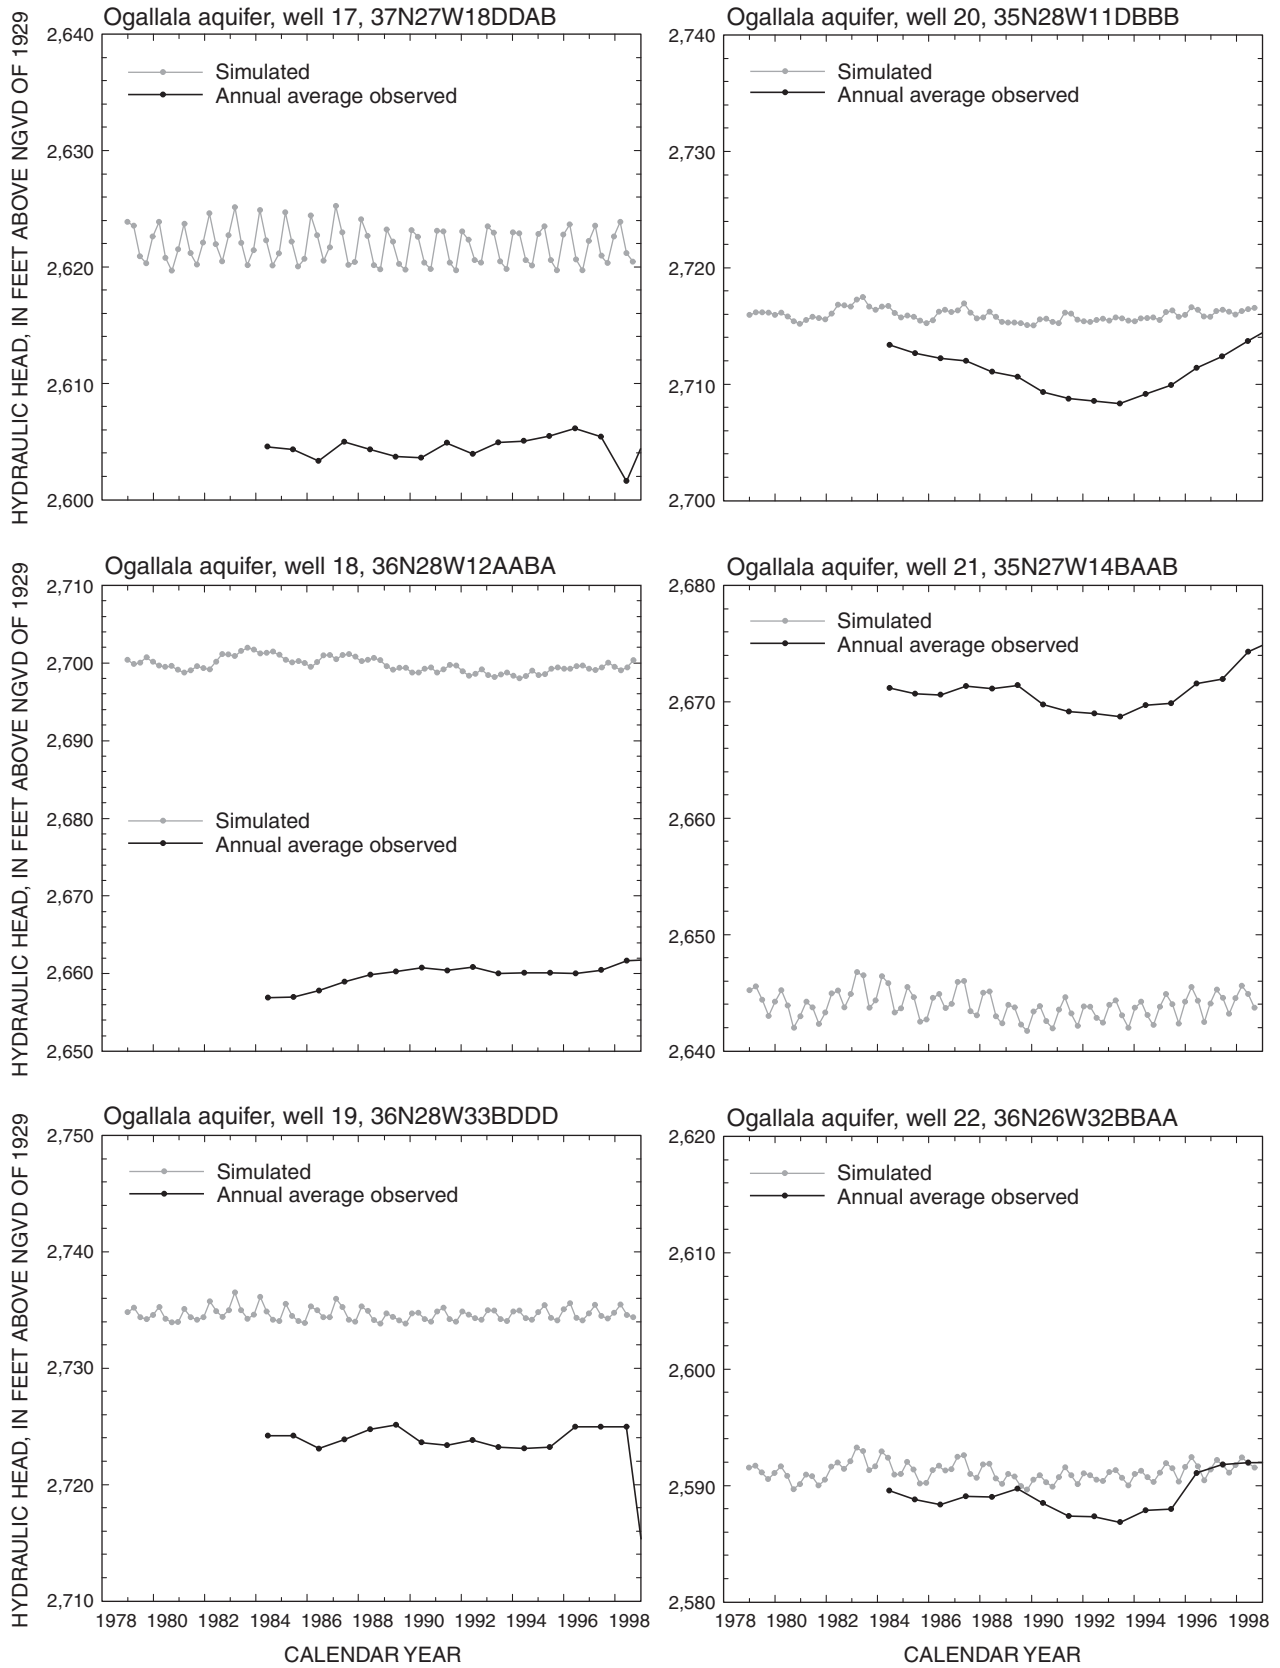 Ogallala aquifer, well 17, 37N27W18DDAB
HYDRAULIC HEAD, IN FEET ABOVE NGVD OF 1929
2,640
2,630
2,620
2,610
2,600
Simulated
Annual average observed
Ogallala aquifer, well 20, 35N28W11DBBB
2,740
2,730
2,720
2,710
2,700
Simulated
Annual average observed
Ogallala aquifer, well 18, 36N28W12AABA
HYDRAULIC HEAD, IN FEET ABOVE NGVD OF 1929
2,710
2,700
2,690
2,680
2,670
2,660
2,650
Simulated
Annual average observed
Ogallala aquifer, well 21, 35N27W14BAAB
2,680
2,670
2,660
2,650
2,640
Simulated
Annual average observed
Ogallala aquifer, well 19, 36N28W33BDDD
HYDRAULIC HEAD, IN FEET ABOVE NGVD OF 1929
2,750
2,740
2,730
2,720
2,710
Simulated
Annual average observed
1978 1980 1982 1984 1986 1988 1990 1992 1994 1996 1998
CALENDAR YEAR
Ogallala aquifer, well 22, 36N26W32BBAA
2,620
2,610
2,600
2,590
2,580
Simulated
Annual average observed
1978 1980 1982 1984 1986 1988 1990 1992 1994 1996 1998
CALENDAR YEAR